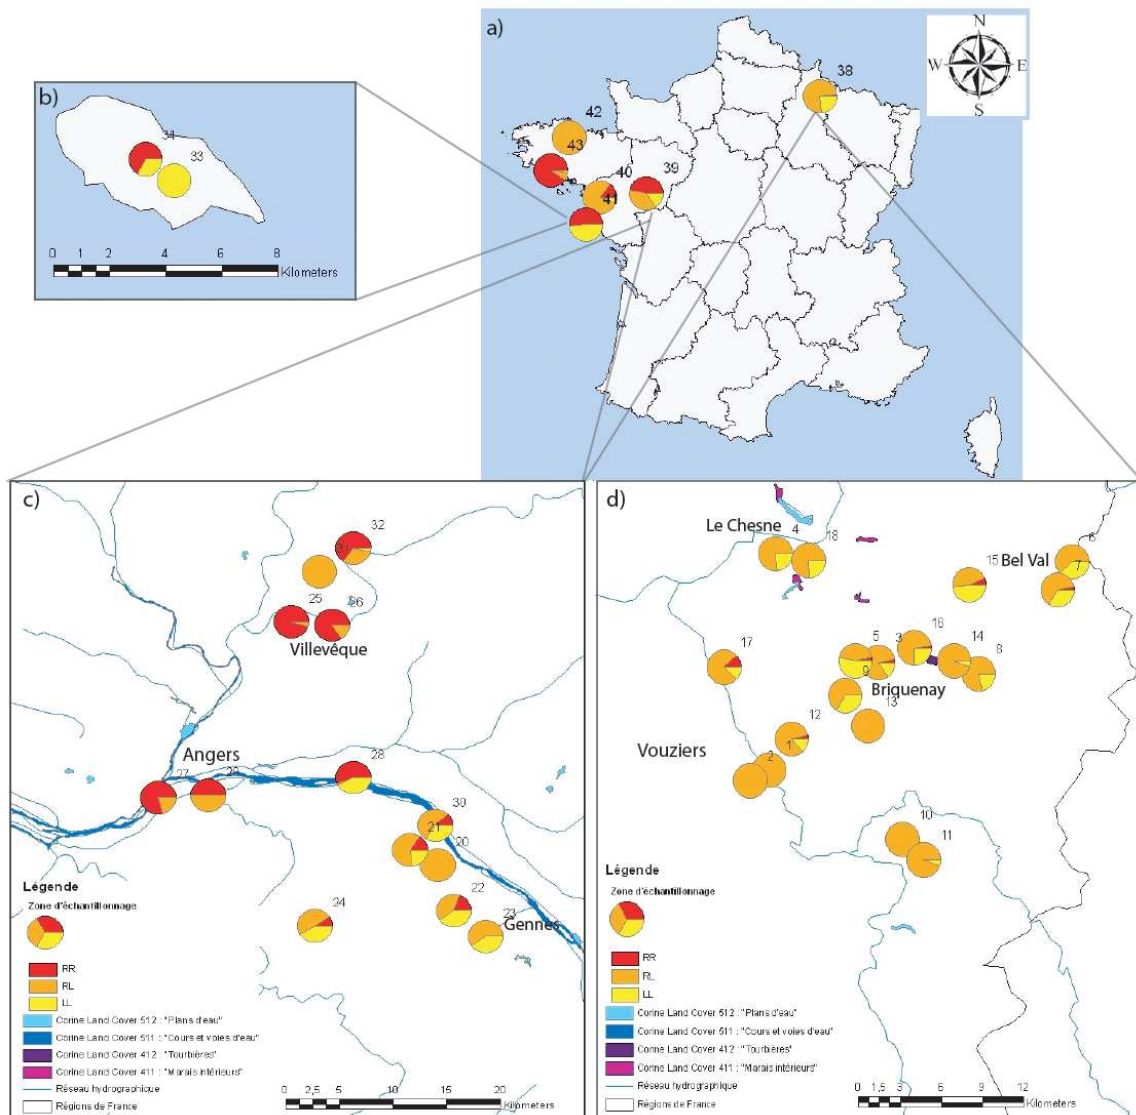 a)
N
W
E
S
38
42
43
40
39
41
b)
34
33
0 2 4 6 8
Kilometers
c)
32
31
25
26
Villevêque
Angers
28
27
29
30
21
20
22
24
23
Gennes
Légende
Zone d'échantillonnage
RR
RL
LL
Corine Land Cover 512 : "Plans d'eau"
Corine Land Cover 511 : "Cours et voies d'eau"
Corine Land Cover 412 : "Tourbières"
Corine Land Cover 411 : "Marais intérieurs"
Réseau hydrographique
Régions de France
0 2,5 5 10 15 20
Kilometers
d)
Le Chesne
4
18
6
15
Bel Val
7
16
5
3
14
8
17
9
Briquenay
13
12
Vouziers
1
2
10
11
Légende
Zone d'échantillonnage
RR
RL
LL
Corine Land Cover 512 : "Plans d'eau"
Corine Land Cover 511 : "Cours et voies d'eau"
Corine Land Cover 412 : "Tourbières"
Corine Land Cover 411 : "Marais intérieurs"
Réseau hydrographique
Régions de France
0 1,5 3 6 9 12
Kilometers